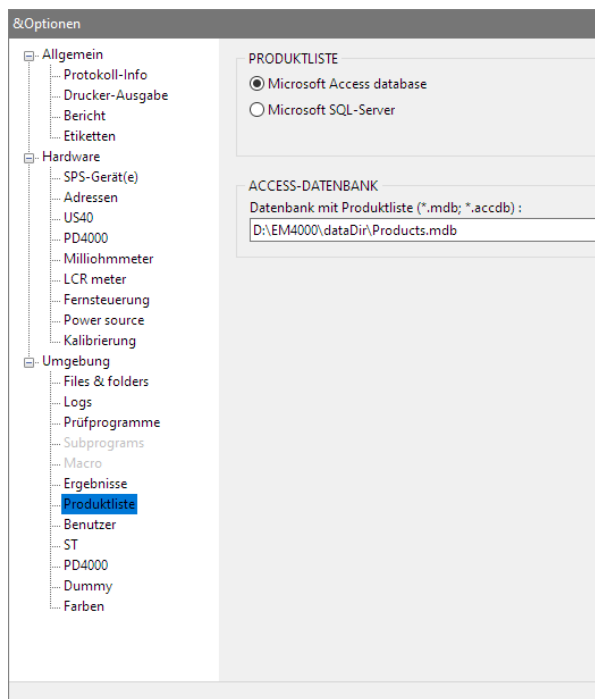 &Optionen
Allgemein
Protokoll-Info
Drucker-Ausgabe
Bericht
Etiketten
Hardware
SPS-Gerät(e)
Adressen
US40
PD4000
Milliohmmeter
LCR meter
Fernsteuerung
Power source
Kalibrierung
Umgebung
Files & folders
Logs
Prüfprogramme
Subprograms
Macro
Ergebnisse
Produktliste
Benutzer
ST
PD4000
Dummy
Farben
PRODUKTLISTE
Microsoft Access database
Microsoft SQL-Server
ACCESS-DATENBANK
Datenbank mit Produktliste (*.mdb; *.accdb) :
D:\EM4000\dataDir\Products.mdb